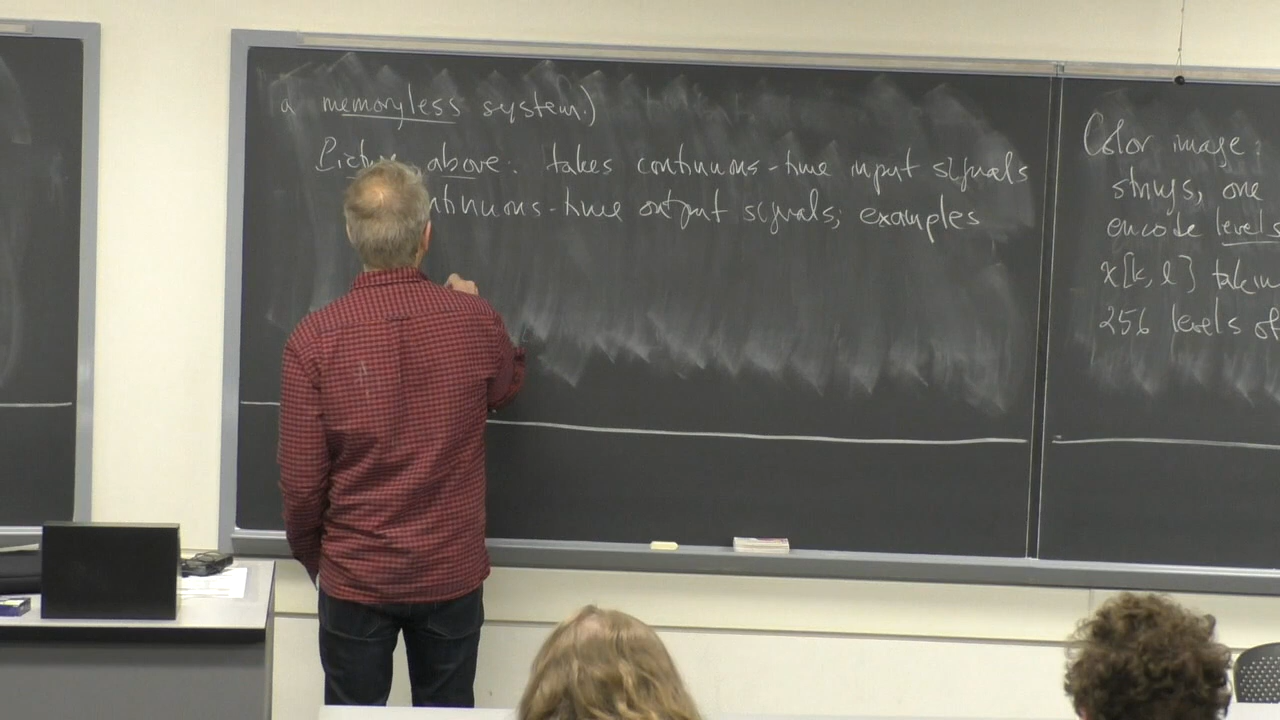 a memoryless system.)
Picture above: takes continuous-time input signals
continuous-time output signals; examples
Color image:
strings, one
encode levels
x[k, l] takin
256 levels of